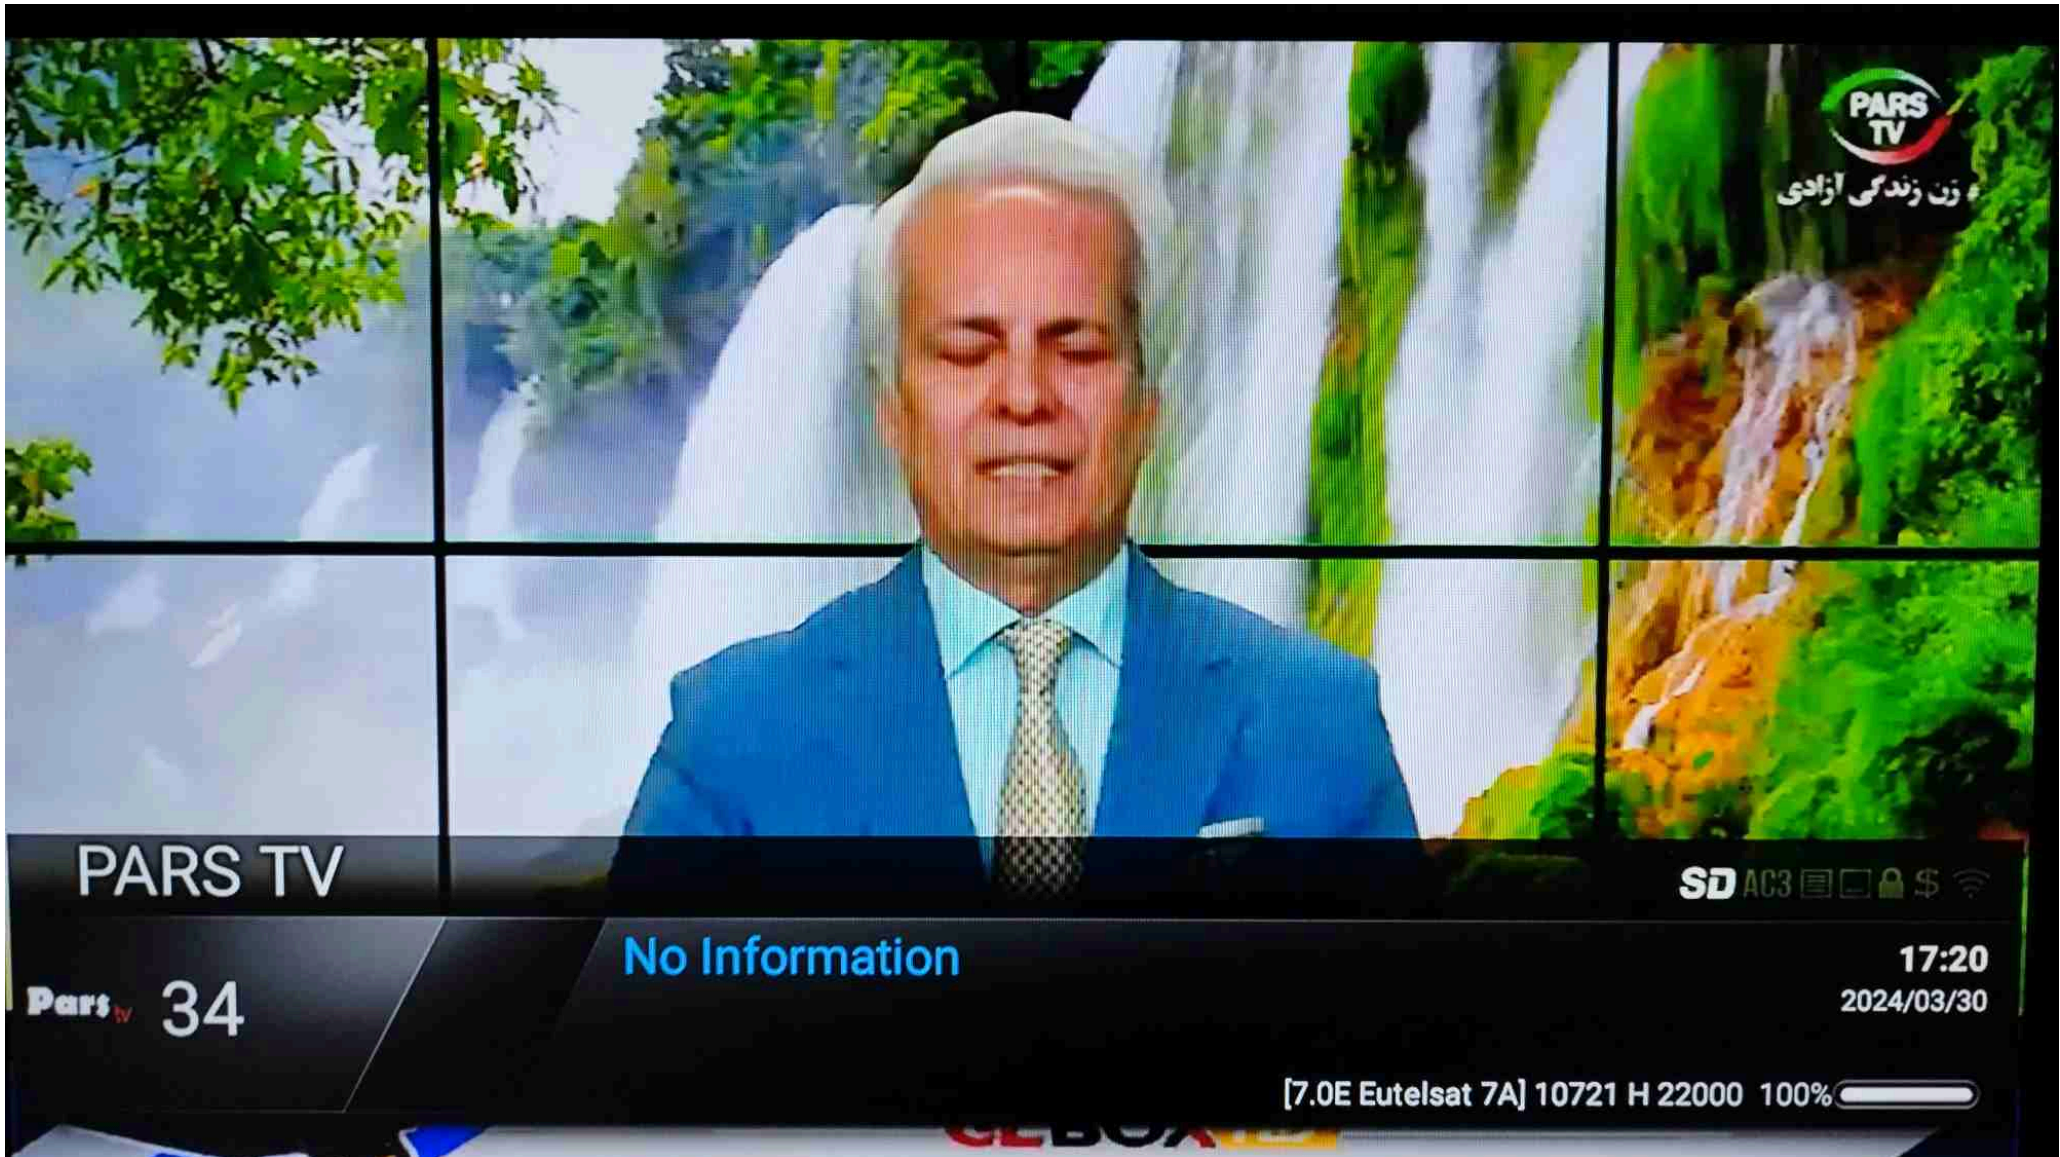 PARS
TV
# زن زندگی آزادی
PARS TV
SD AC3 $
No Information
17:20
Pars tv 34
2024/03/30
[7.0E Eutelsat 7A] 10721 H 22000 100%